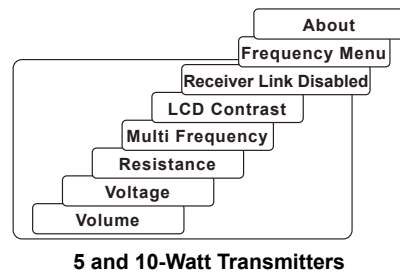 About
Frequency Menu
Receiver Link Disabled
LCD Contrast
Multi Frequency
Resistance
Voltage
Volume
5 and 10-Watt Transmitters